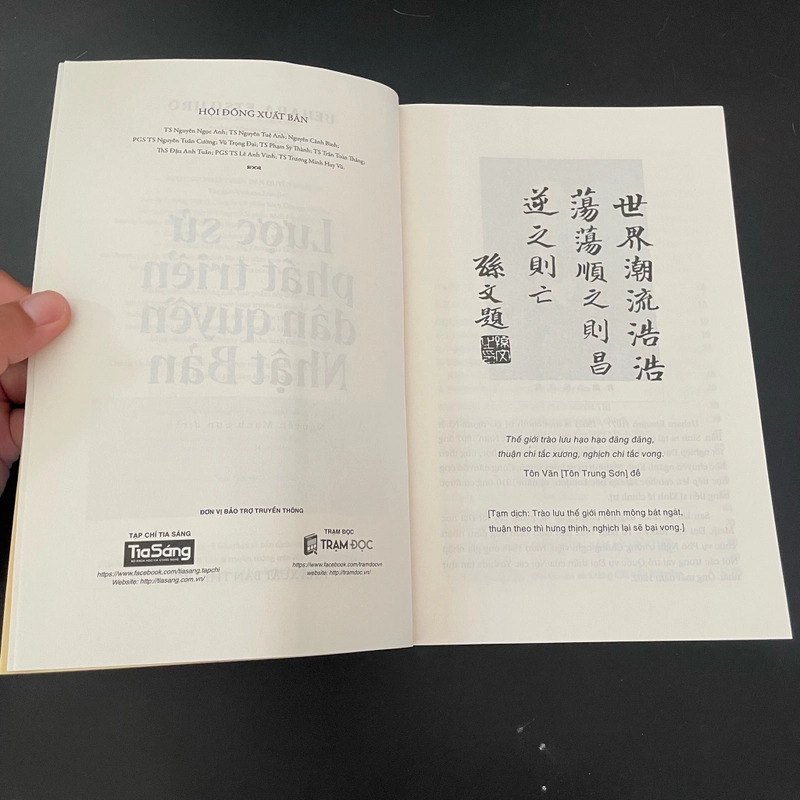 HỘI ĐỒNG XUẤT BẢN
TS Nguyễn Ngọc Anh; TS Nguyễn Tuệ Anh; Nguyễn Cảnh Bình;
PGS TS Nguyễn Tuấn Cường; Vũ Trọng Đại; TS Phạm Sỹ Thành; TS Trần Toàn Thắng;
ThS Đậu Anh Tuấn; PGS TS Lê Anh Vinh; TS Trương Minh Huy Vũ.
ĐƠN VỊ BẢO TRỢ TRUYỀN THÔNG
TẠP CHÍ TIA SÁNG
TiaSáng
https://www.facebook.com/tiasang.tapchi
Website: http://tiasang.com.vn/
TRẠM ĐỌC
TRẠM ĐỌC
https://www.facebook.com/tramdocvn
website: http://tramdoc.vn/
世界潮流浩浩
蕩蕩順之則昌
逆之則亡
孫文題
Thế giới trào lưu hạo hạo đãng đãng,
thuận chi tắc xương, nghịch chi tắc vong.
Tôn Văn [Tôn Trung Sơn] đề
[Tạm dịch: Trào lưu thế giới mênh mông bát ngát,
thuận theo thì hưng thịnh, nghịch lại sẽ bại vong.]